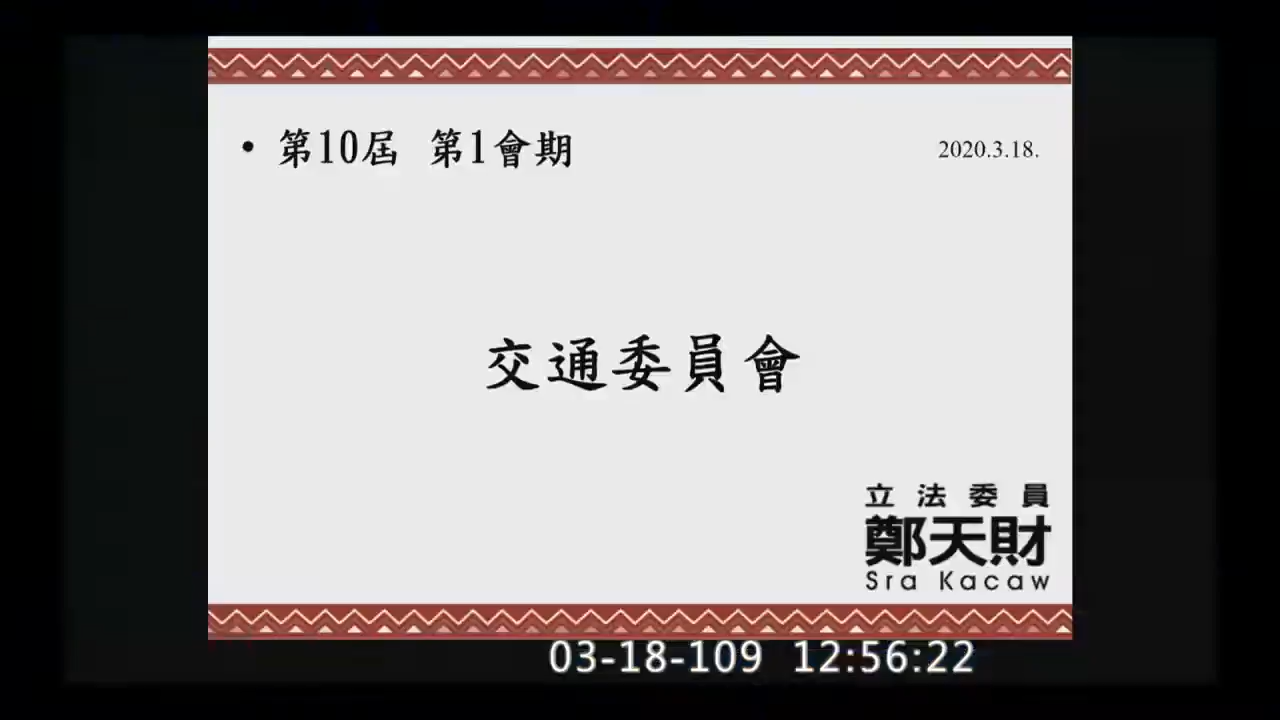 • 第10屆 第1會期
2020.3.18.
交通委員會
立法委員
鄭天財
Sra Kacaw
03-18-109 12:56:22